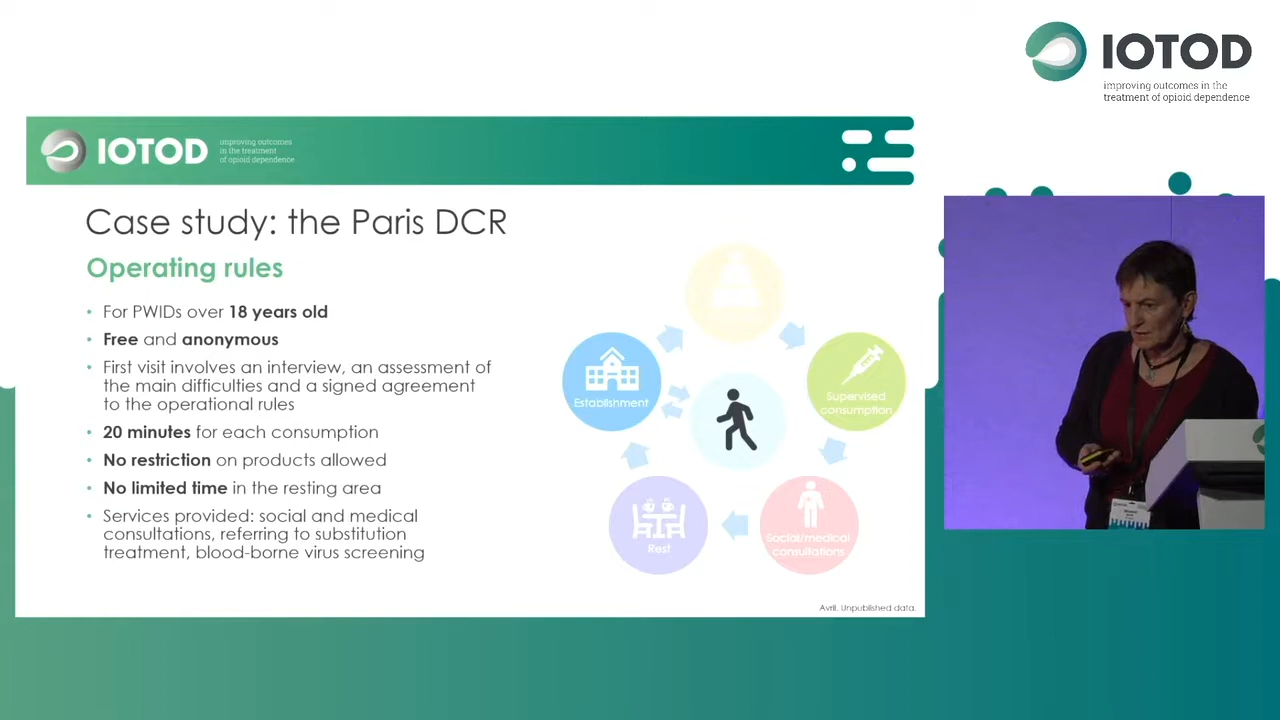 IOTOD
improving outcomes in the
treatment of opioid dependence
IOTOD
improving outcomes
in the treatment
of opioid dependence
Case study: the Paris DCR
Operating rules
• For PWIDs over 18 years old
• Free and anonymous
• First visit involves an interview, an assessment of
the main difficulties and a signed agreement
to the operational rules
• 20 minutes for each consumption
• No restriction on products allowed
• No limited time in the resting area
• Services provided: social and medical
consultations, referring to substitution
treatment, blood-borne virus screening
Establishment
Supervised
consumption
Rest
Social/medical
consultations
Avril. Unpublished data.